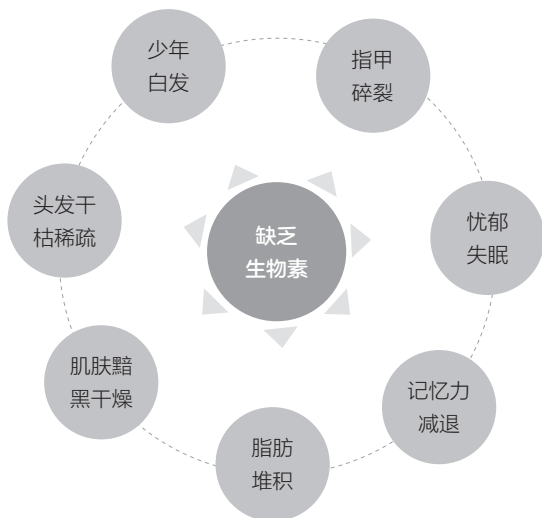 少年
白发
指甲
碎裂
头发干
枯稀疏
缺乏
生物素
忧郁
失眠
肌肤黯
黑干燥
记忆力
减退
脂肪
堆积